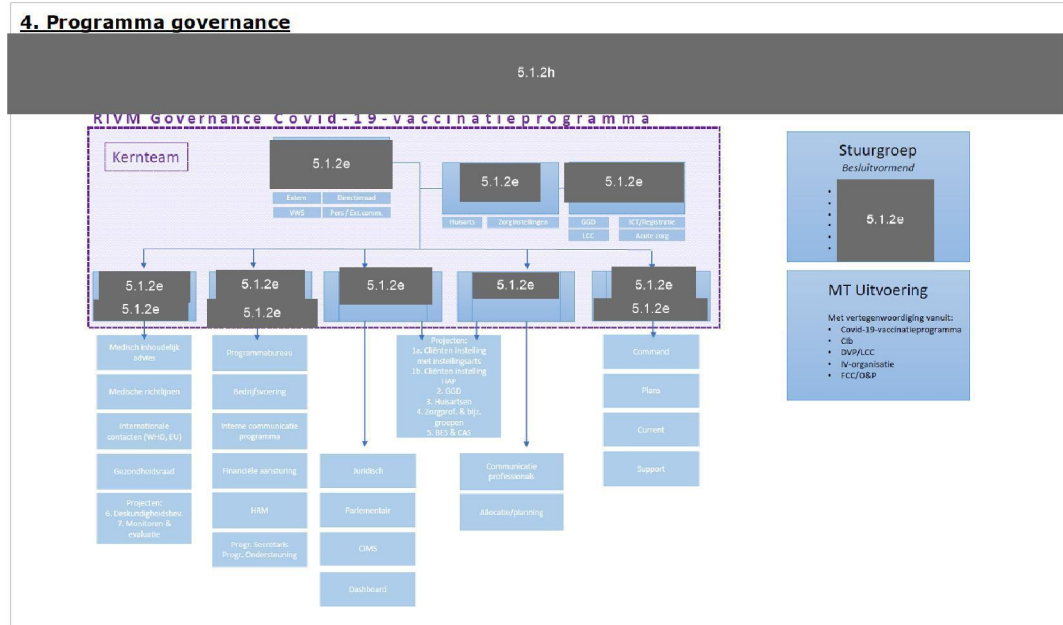 4. Programma governance
5.1.2h
RIVM Governance Covid-19-vaccinatieprogramma
Kernteam
5.1.2e
Extern
Directieraad
VWS
Pers / Ext.comm.
5.1.2e
Huisarts
Zorginstellingen
5.1.2e
GGD
ICT/Registratie
LCC
Acute zorg
5.1.2e
5.1.2e
5.1.2e
5.1.2e
5.1.2e
5.1.2e
5.1.2e
5.1.2e
Medisch inhoudelijk
advies
Medische richtlijnen
Internationale
contacten (WHO, EU)
Gezondheidsraad
Projecten:
6. Deskundigheidsbev.
7. Monitoren &
evaluatie
Programmabureau
Bedrijfsvoering
Interne communicatie
programma
Financiële aansturing
HRM
Progr. Secretaris
Progr. Ondersteuning
Juridisch
Parlementair
CIMS
Dashboard
Projecten:
1a. Cliënten instelling
met instellingsarts
1b. Cliënten instelling
HAP
2. GGD
3. Huisartsen
4. Zorgprof. & bijz.
groepen
5. BES & CAS
Communicatie
professionals
Allocatie/planning
Command
Plans
Current
Support
Stuurgroep
Besluitvormend
5.1.2e
MT Uitvoering
Met vertegenwoordiging vanuit:
• Covid-19-vaccinatieprogramma
• CIb
• DVP/LCC
• IV-organisatie
• FCC/O&P